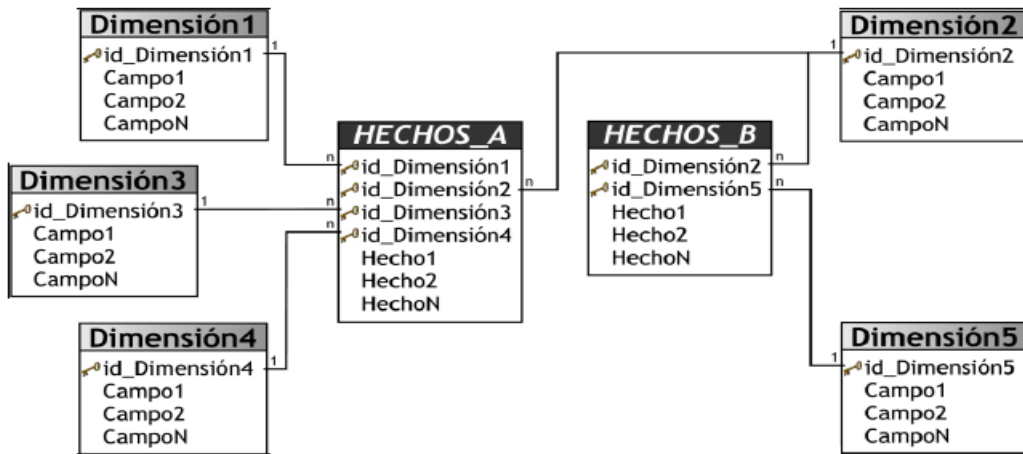 Dimensión1
id_Dimensión1
Campo1
Campo2
CampoN
1
Dimensión2
id_Dimensión2
Campo1
Campo2
CampoN
1
HECHOS_A
id_Dimensión1
id_Dimensión2
id_Dimensión3
id_Dimensión4
Hecho1
Hecho2
HechoN
n
n
n
n
HECHOS_B
id_Dimensión2
id_Dimensión5
Hecho1
Hecho2
HechoN
n
n
Dimensión3
id_Dimensión3
Campo1
Campo2
CampoN
1
Dimensión4
id_Dimensión4
Campo1
Campo2
CampoN
1
Dimensión5
id_Dimensión5
Campo1
Campo2
CampoN
1